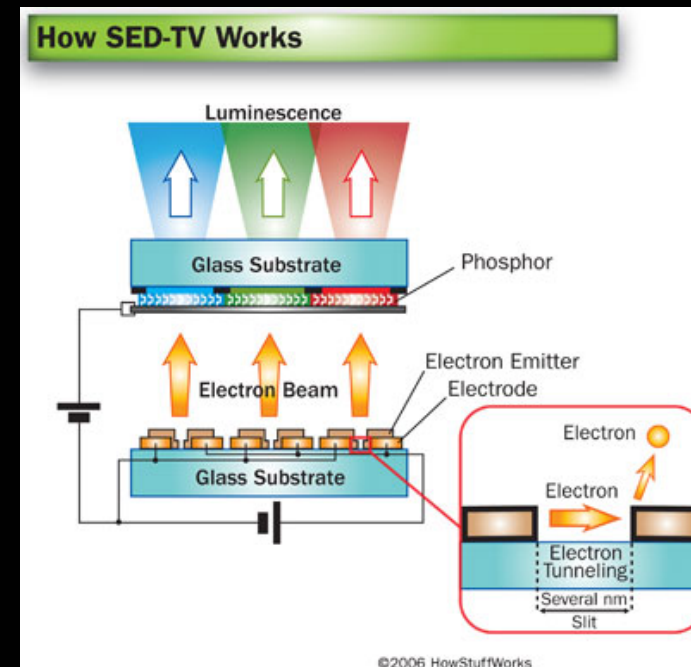 How SED-TV Works
Luminescence
Glass Substrate
Phosphor
Electron Beam
Electron Emitter
Electrode
Glass Substrate
Electron
Electron
Electron
Tunneling
Several nm
Slit
©2006 HowStuffWorks